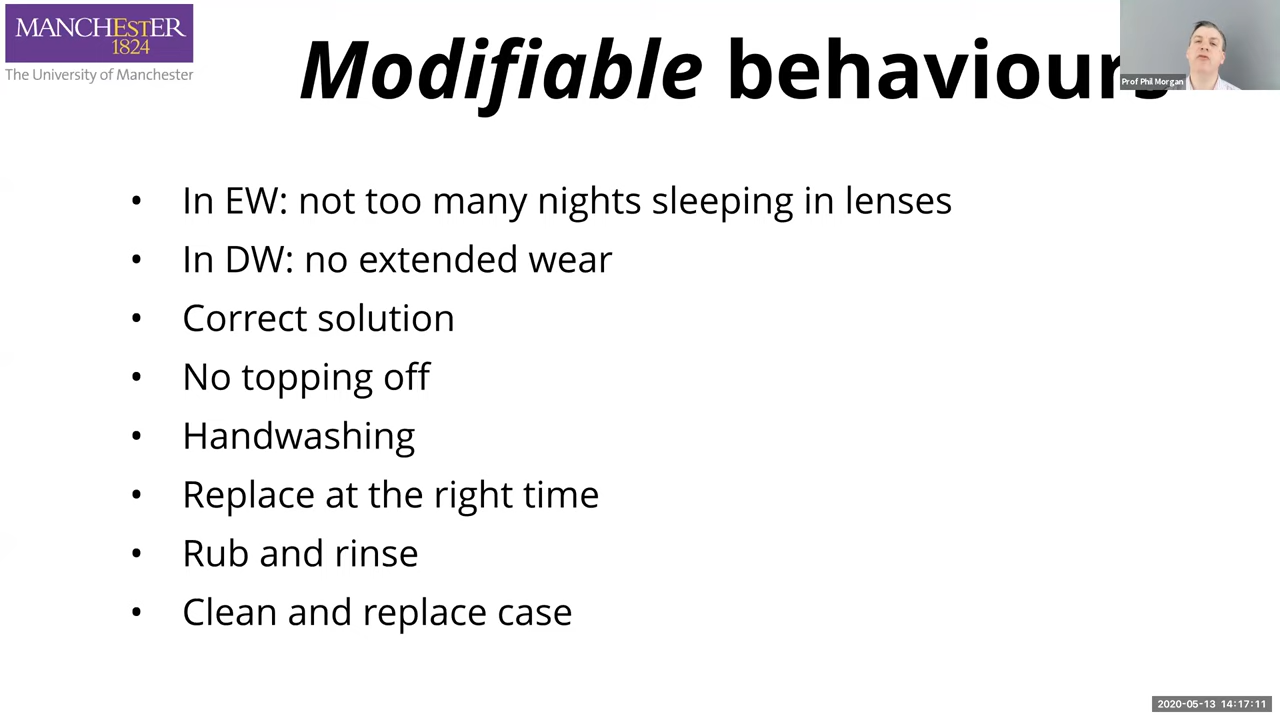 MANCHESTER
1824
The University of Manchester
Modifiable behaviours
Prof Phil Morgan
• In EW: not too many nights sleeping in lenses
• In DW: no extended wear
• Correct solution
• No topping off
• Handwashing
• Replace at the right time
• Rub and rinse
• Clean and replace case
2020-05-13 14:17:11